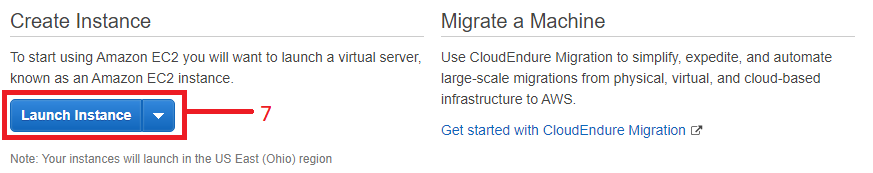 Create Instance
To start using Amazon EC2 you will want to launch a virtual server,
known as an Amazon EC2 instance.
Launch Instance
7
Note: Your instances will launch in the US East (Ohio) region
Migrate a Machine
Use CloudEndure Migration to simplify, expedite, and automate
large-scale migrations from physical, virtual, and cloud-based
infrastructure to AWS.
Get started with CloudEndure Migration